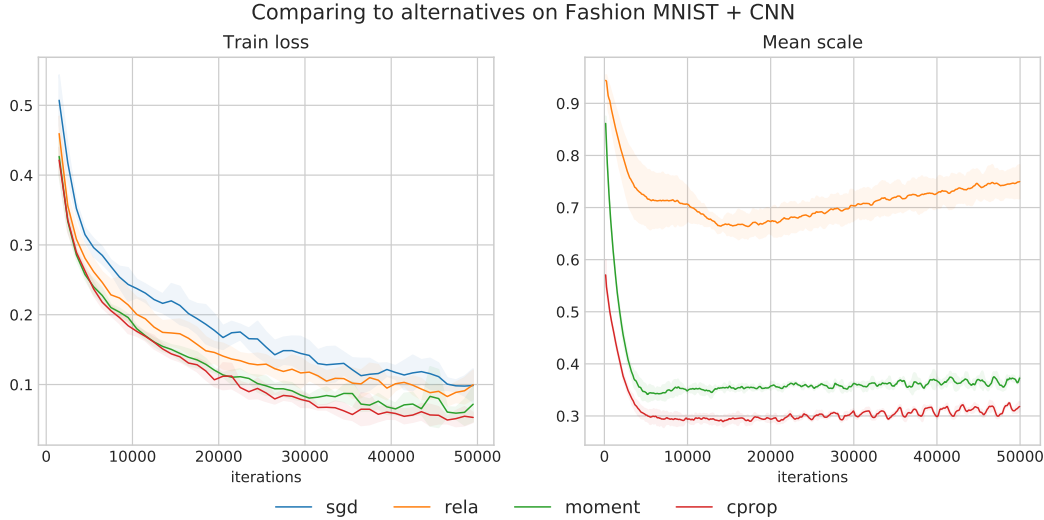 Comparing to alternatives on Fashion MNIST + CNN
Train loss
Mean scale
0.5
0.4
0.3
0.2
0.1
0.9
0.8
0.7
0.6
0.5
0.4
0.3
0 10000 20000 30000 40000 50000
0 10000 20000 30000 40000 50000
iterations
iterations
sgd rela moment cprop